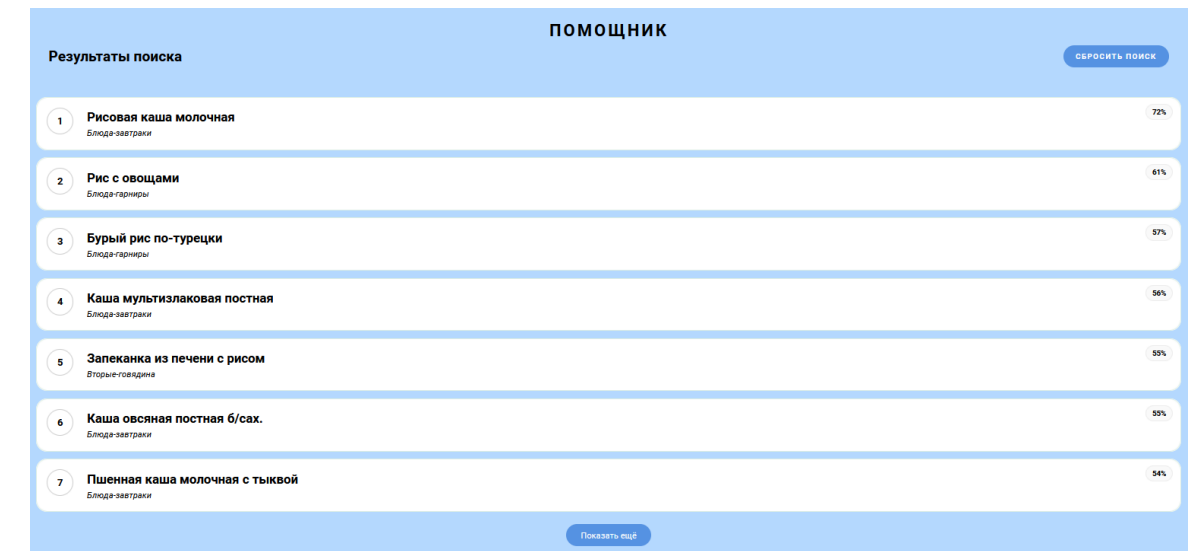 ПОМОЩНИК
Результаты поиска
СБРОСИТЬ ПОИСК
1
Рисовая каша молочная
Блюда-завтраки
72%
2
Рис с овощами
Блюда-гарниры
61%
3
Бурый рис по-турецки
Блюда-гарниры
57%
4
Каша мультизлаковая постная
Блюда-завтраки
56%
5
Запеканка из печени с рисом
Вторые-говядина
55%
6
Каша овсяная постная б/сах.
Блюда-завтраки
55%
7
Пшенная каша молочная с тыквой
Блюда-завтраки
54%
Показать ещё